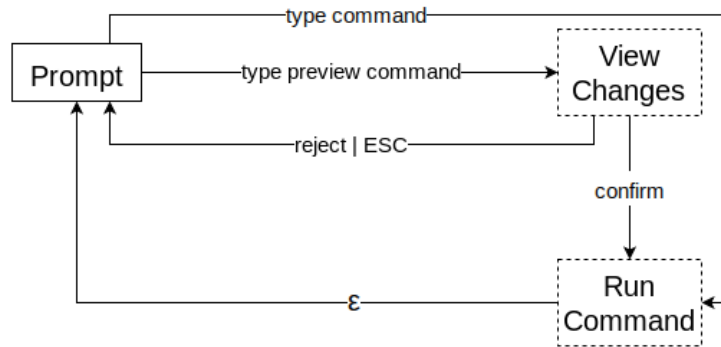 type command
Prompt
type preview command
View
Changes
reject | ESC
confirm
ε
Run
Command